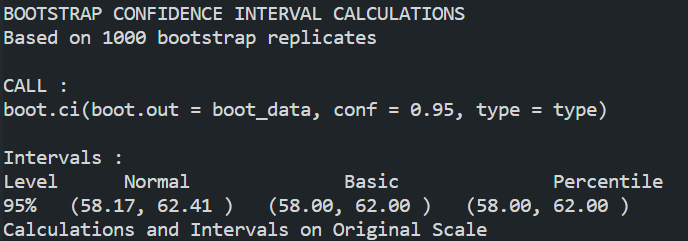 BOOTSTRAP CONFIDENCE INTERVAL CALCULATIONS
Based on 1000 bootstrap replicates

CALL :
boot.ci(boot.out = boot_data, conf = 0.95, type = type)

Intervals :
Level      Normal              Basic              Percentile
95%   (58.17, 62.41 )   (58.00, 62.00 )   (58.00, 62.00 )
Calculations and Intervals on Original Scale